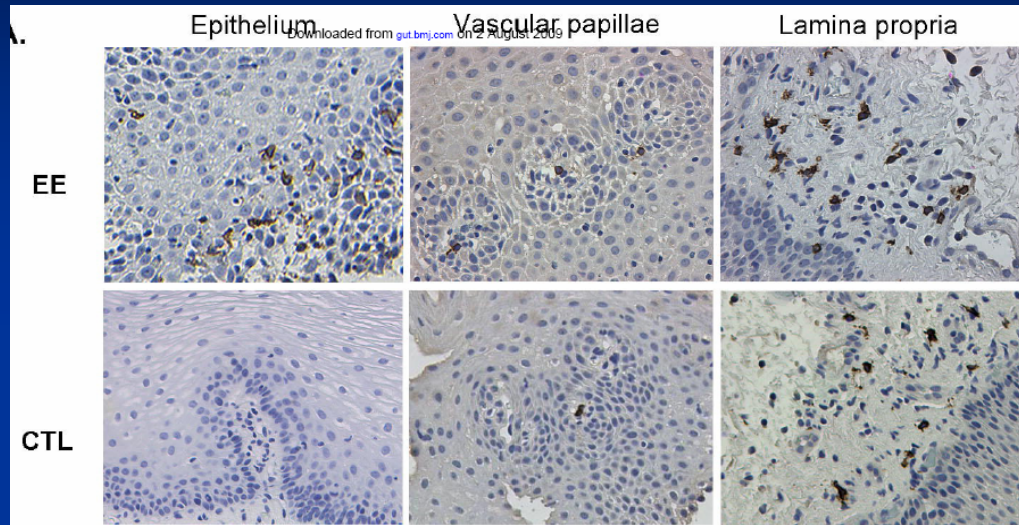 A.
Epithelium
Vascular papillae
Lamina propria
Downloaded from gut.bmj.com on 2 August 2009
EE
CTL